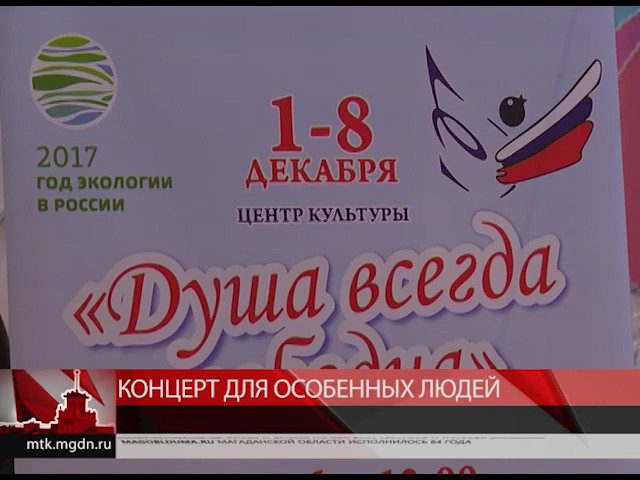 2017
ГОД ЭКОЛОГИИ
В РОССИИ
1-8
ДЕКАБРЯ
ЦЕНТР КУЛЬТУРЫ
«Душа всегда
КОНЦЕРТ ДЛЯ ОСОБЕННЫХ ЛЮДЕЙ
mtk.mgdn.ru
MAGOBLDUMA.RU МАГАДАНСКОЙ ОБЛАСТИ ИСПОЛНИЛОСЬ 64 ГОДА